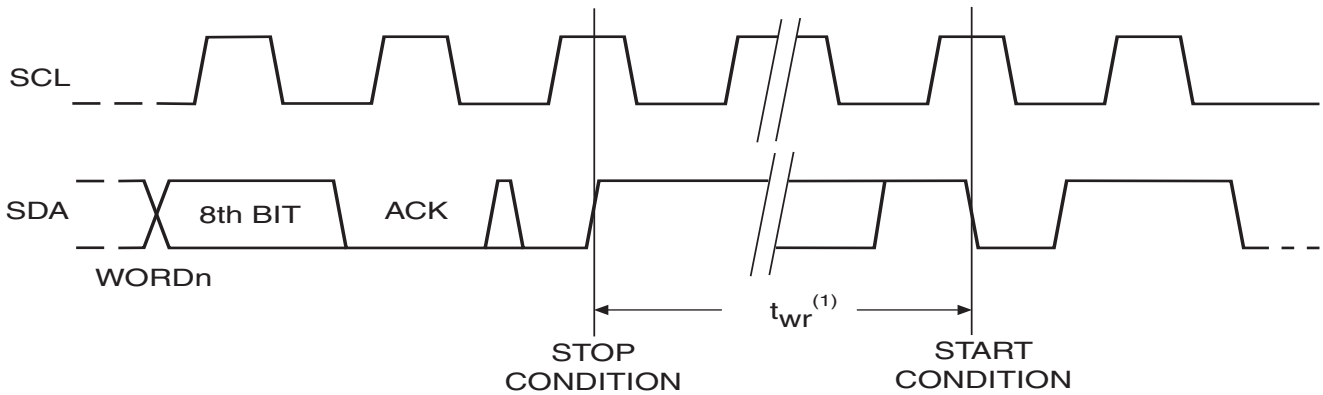 SCL
SDA
8th BIT
ACK
WORDn
twr(1)
STOP
CONDITION
START
CONDITION